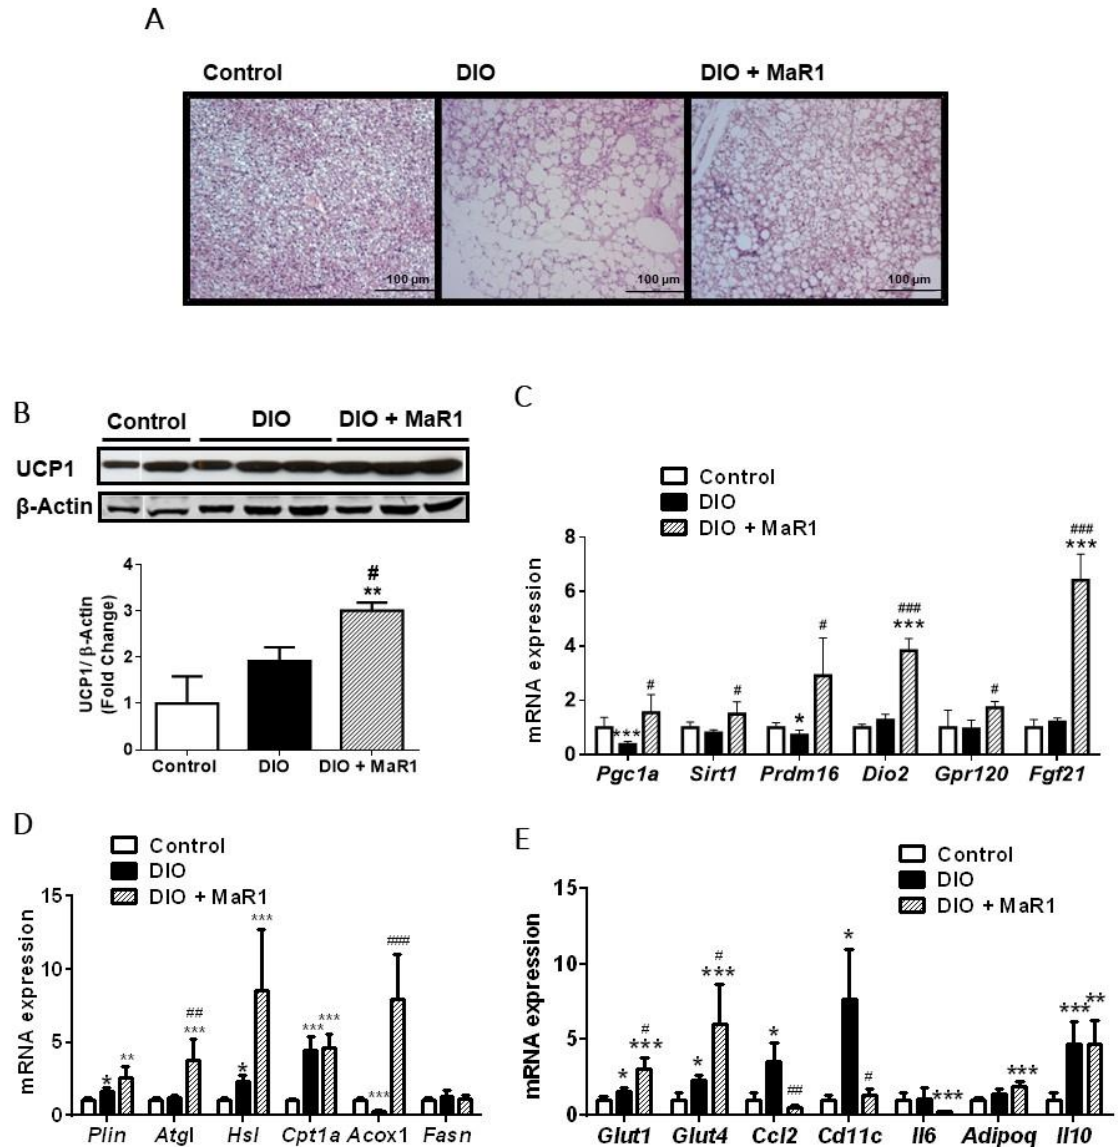 A
Control DIO DIO + MaR1
100 μm 100 μm 100 μm
B
Control DIO DIO + MaR1
UCP1
β-Actin
UCP1/ β-Actin
(Fold Change)
4
3
2
1
0
#
**
Control DIO DIO + MaR1
C
Control
DIO
DIO + MaR1
mRNA expression
8
6
4
2
0
*** # # * # ### *** # ### ***
Pgc1a Sirt1 Prdm16 Dio2 Gpr120 Fgf21
D
Control
DIO
DIO + MaR1
mRNA expression
15
10
5
0
* ** ## *** * *** *** *** *** ###
Plin Atgl Hsl Cpt1a Acox1 Fasn
E
Control
DIO
DIO + MaR1
mRNA expression
15
10
5
0
* # *** * # *** * ## * # *** *** *** **
Glut1 Glut4 Ccl2 Cd11c Il6 Adipoq Il10